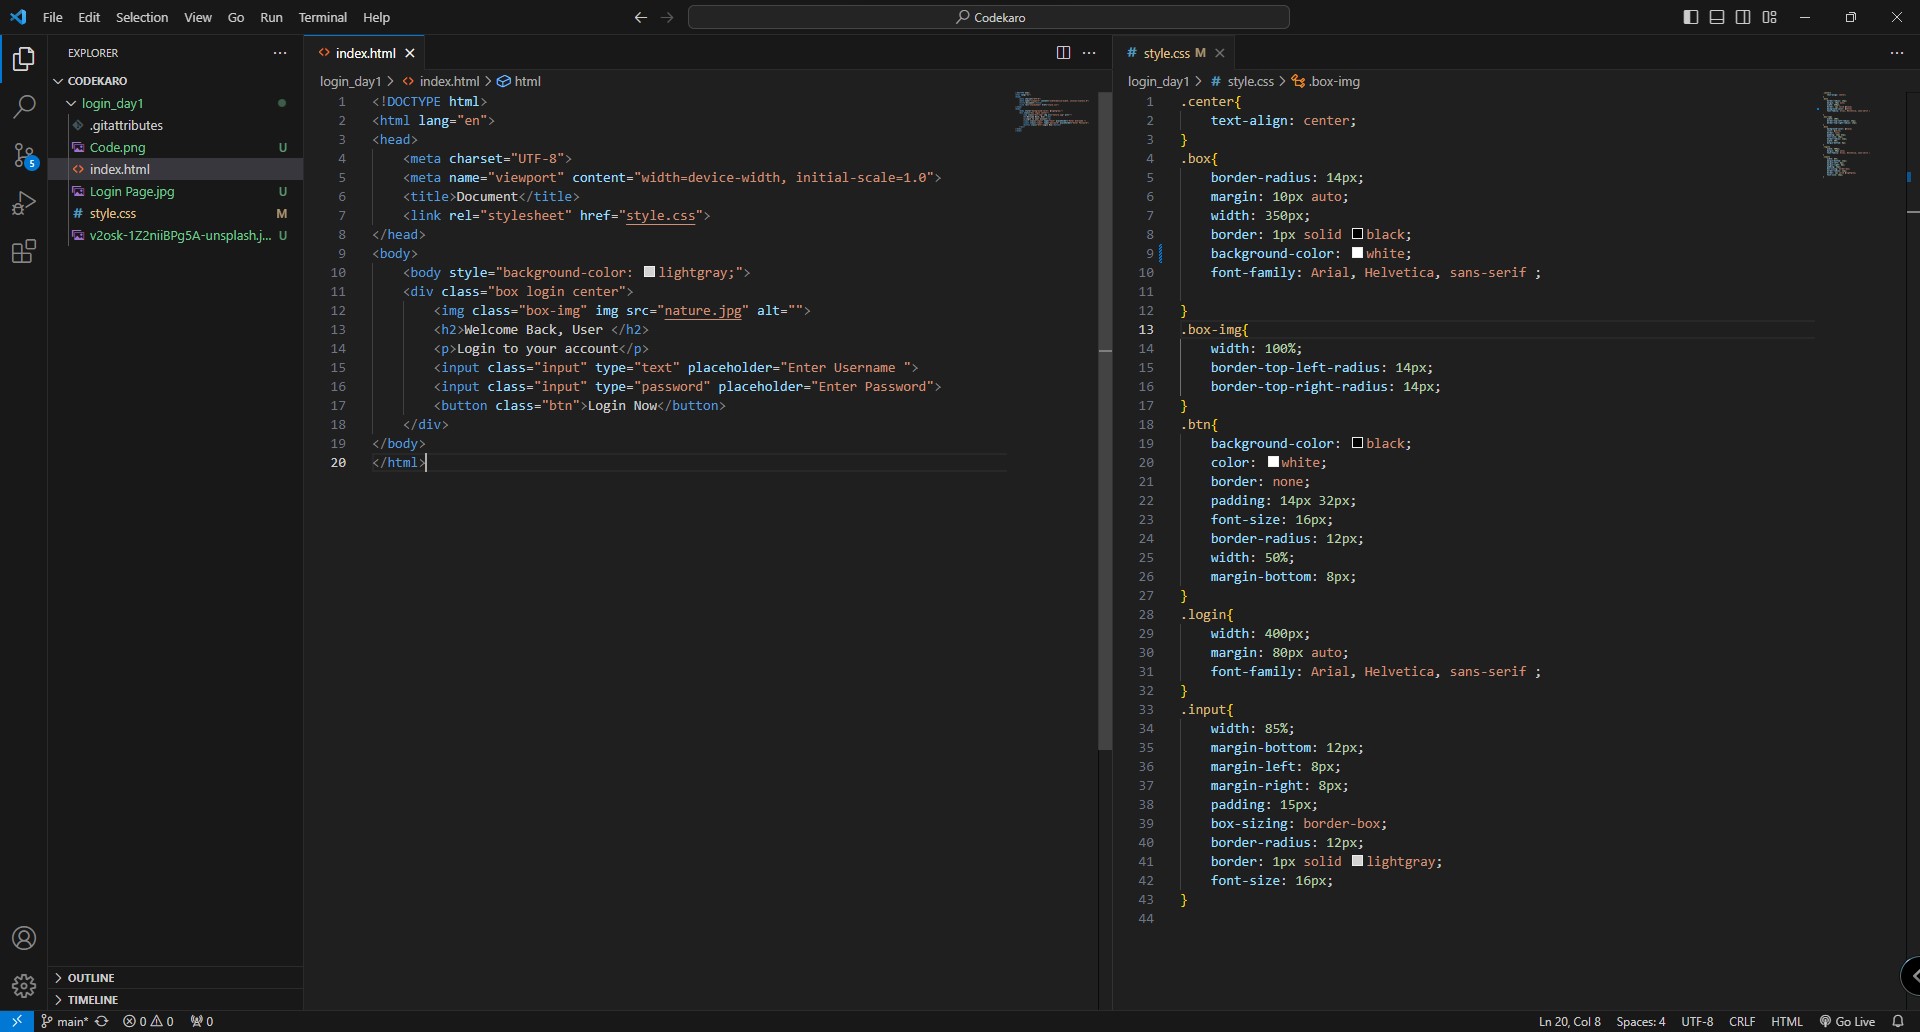 File Edit Selection View Go Run Terminal Help
Codekaro
EXPLORER
CODEKARO
login_day1
.gitattributes
Code.png U
index.html
Login Page.jpg U
style.css M
v2osk-1Z2niiBPg5A-unsplash.j... U
OUTLINE
TIMELINE
index.html
login_day1 > index.html > html
1 <!DOCTYPE html>
2 <html lang="en">
3 <head>
4 <meta charset="UTF-8">
5 <meta name="viewport" content="width=device-width, initial-scale=1.0">
6 <title>Document</title>
7 <link rel="stylesheet" href="style.css">
8 </head>
9 <body>
10 <body style="background-color: lightgray;">
11 <div class="box login center">
12 <img class="box-img" img src="nature.jpg" alt="">
13 <h2>Welcome Back, User </h2>
14 <p>Login to your account</p>
15 <input class="input" type="text" placeholder="Enter Username ">
16 <input class="input" type="password" placeholder="Enter Password">
17 <button class="btn">Login Now</button>
18 </div>
19 </body>
20 </html>
# style.css M
login_day1 > # style.css > .box-img
1 .center{
2 text-align: center;
3 }
4 .box{
5 border-radius: 14px;
6 margin: 10px auto;
7 width: 350px;
8 border: 1px solid black;
9 background-color: white;
10 font-family: Arial, Helvetica, sans-serif ;
11
12 }
13 .box-img{
14 width: 100%;
15 border-top-left-radius: 14px;
16 border-top-right-radius: 14px;
17 }
18 .btn{
19 background-color: black;
20 color: white;
21 border: none;
22 padding: 14px 32px;
23 font-size: 16px;
24 border-radius: 12px;
25 width: 50%;
26 margin-bottom: 8px;
27 }
28 .login{
29 width: 400px;
30 margin: 80px auto;
31 font-family: Arial, Helvetica, sans-serif ;
32 }
33 .input{
34 width: 85%;
35 margin-bottom: 12px;
36 margin-left: 8px;
37 margin-right: 8px;
38 padding: 15px;
39 box-sizing: border-box;
40 border-radius: 12px;
41 border: 1px solid lightgray;
42 font-size: 16px;
43 }
44
5
main* 0 0 0 Ln 20, Col 8 Spaces: 4 UTF-8 CRLF HTML Go Live